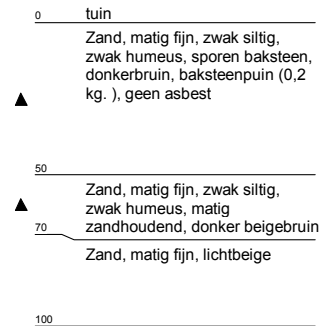 0 tuin
Zand, matig fijn, zwak siltig,
zwak humeus, sporen baksteen,
donkerbruin, baksteenpuin (0,2
kg. ), geen asbest
50
Zand, matig fijn, zwak siltig,
zwak humeus, matig
70 zandhoudend, donker beigebruin
Zand, matig fijn, lichtbeige
100